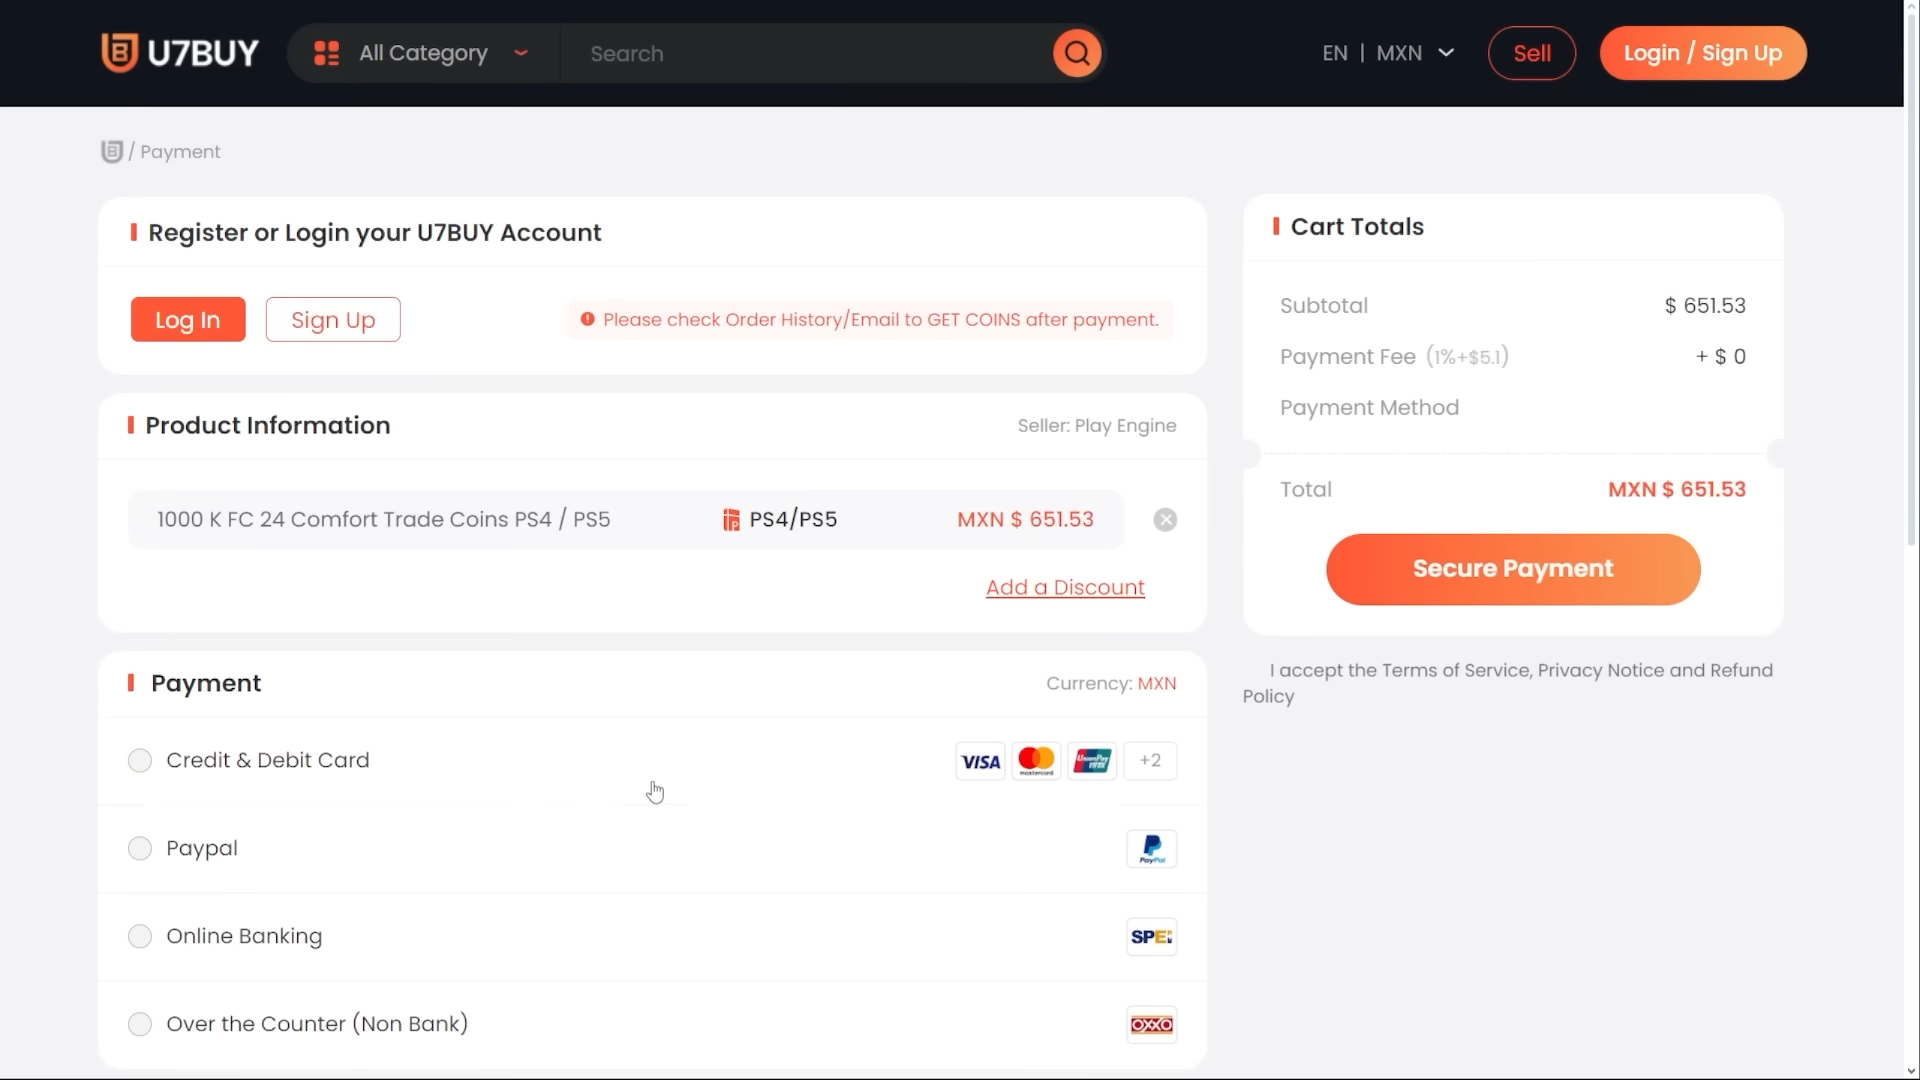 U7BUY
All Category
Search
EN | MXN
Sell
Login / Sign Up
/ Payment
Register or Login your U7BUY Account
Log In
Sign Up
Please check Order History/Email to GET COINS after payment.
Product Information
Seller: Play Engine
1000 K FC 24 Comfort Trade Coins PS4 / PS5
PS4/PS5
MXN $ 651.53
Add a Discount
Payment
Currency: MXN
Credit & Debit Card
VISA
mastercard
UnionPay
+2
Paypal
PayPal
Online Banking
SPEI
Over the Counter (Non Bank)
OXXO
Cart Totals
Subtotal
$ 651.53
Payment Fee (1%+$5.1)
+ $ 0
Payment Method
Total
MXN $ 651.53
Secure Payment
I accept the Terms of Service, Privacy Notice and Refund
Policy